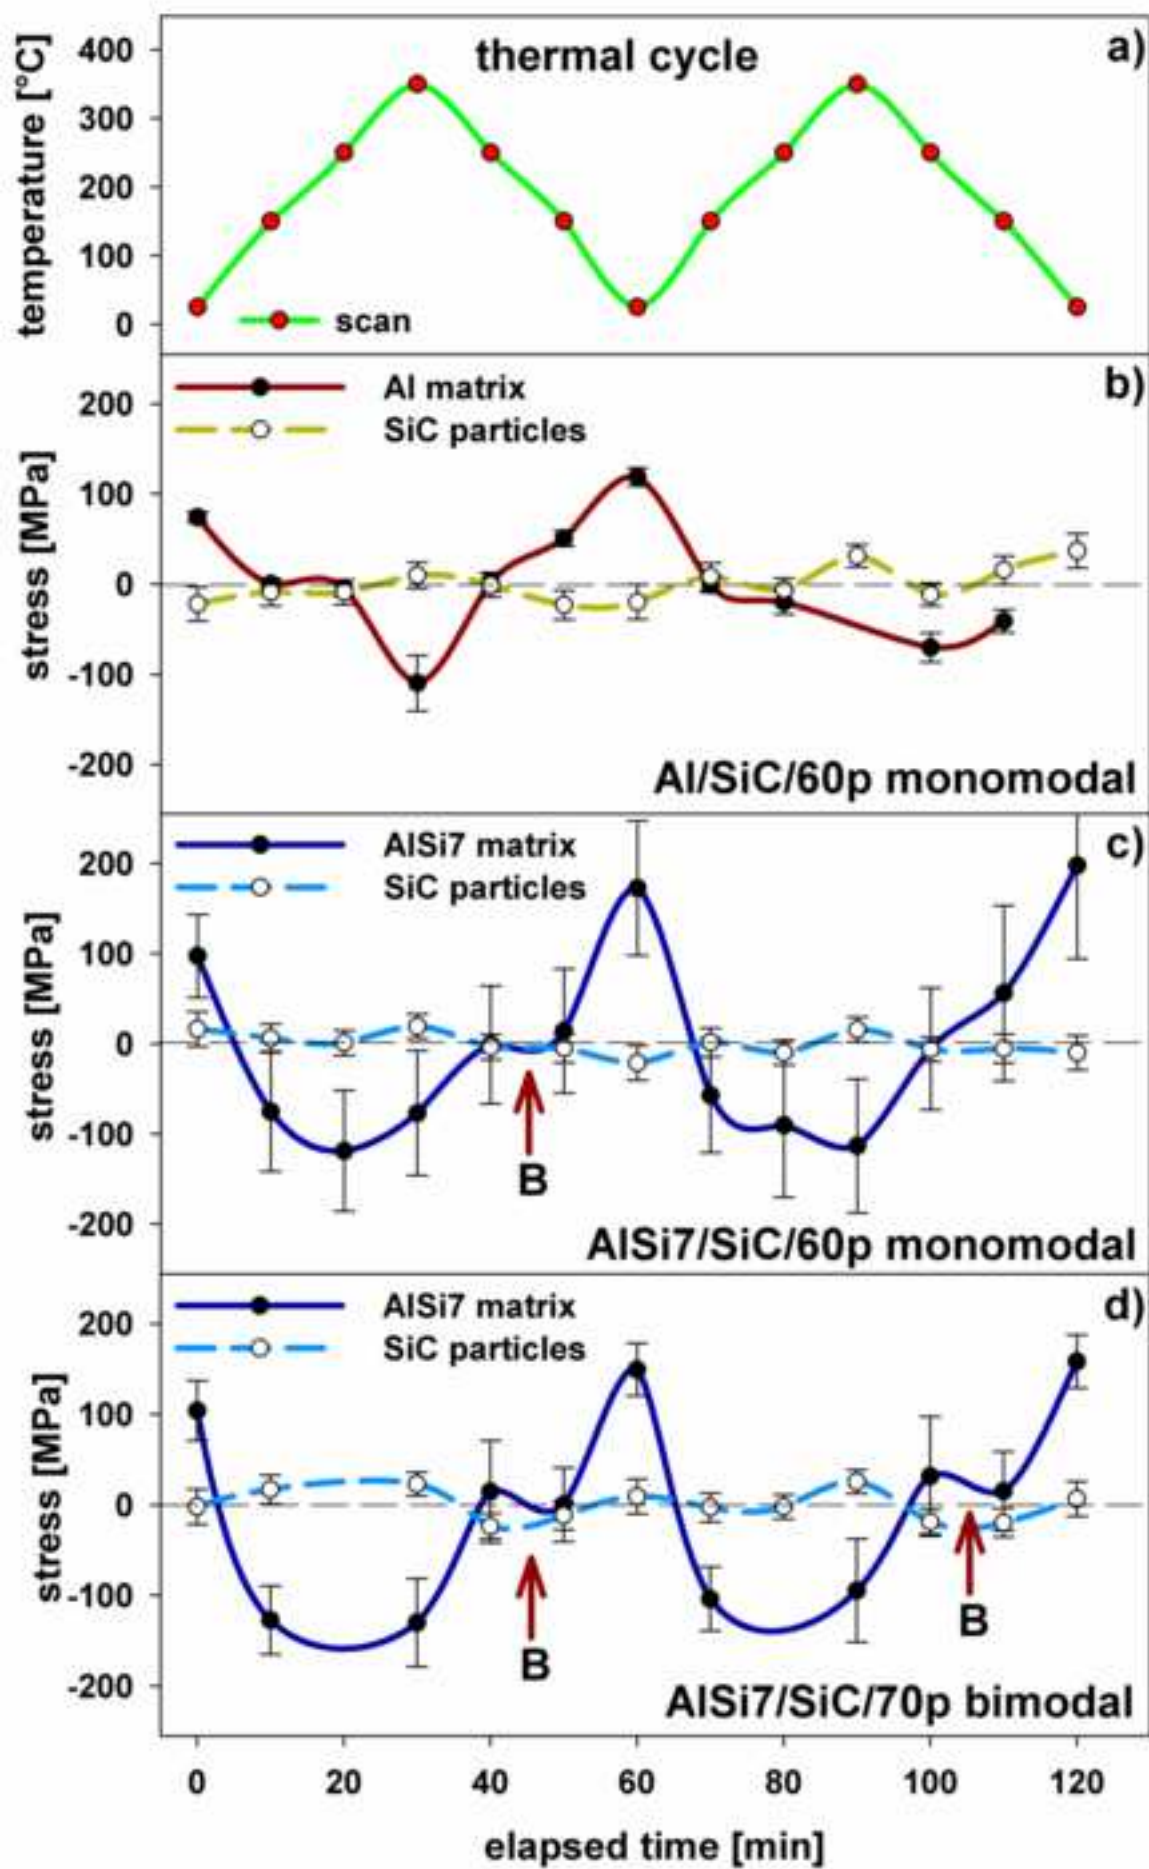 thermal cycle
a)
temperature [°C]
400
300
200
100
0
scan
b)
Al matrix
SiC particles
stress [MPa]
200
100
0
-100
-200
Al/SiC/60p monomodal
c)
AlSi7 matrix
SiC particles
stress [MPa]
200
100
0
-100
-200
B
AlSi7/SiC/60p monomodal
d)
AlSi7 matrix
SiC particles
stress [MPa]
200
100
0
-100
-200
B
B
AlSi7/SiC/70p bimodal
0 20 40 60 80 100 120
elapsed time [min]